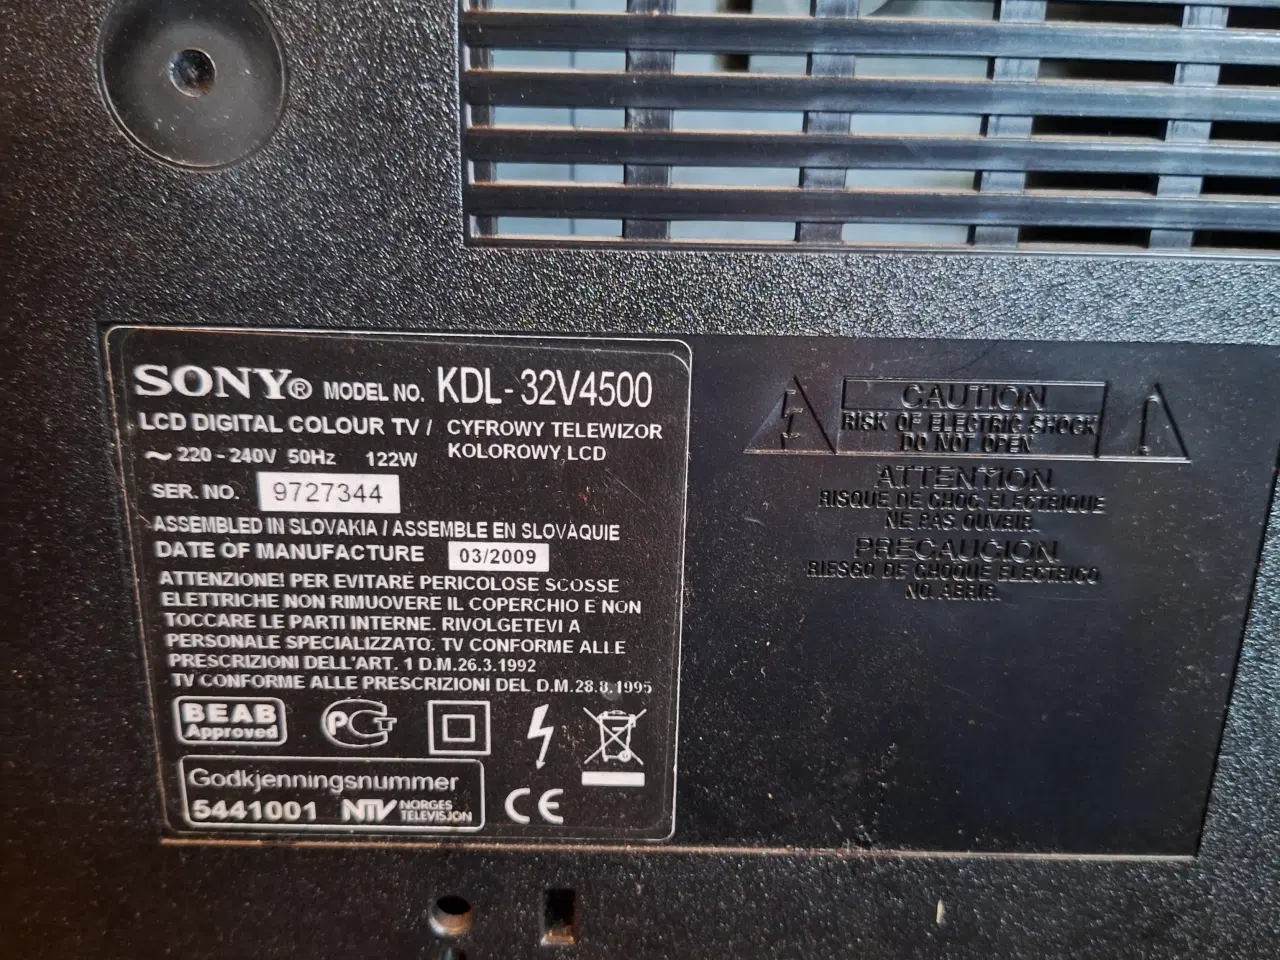 SONY® MODEL NO. KDL-32V4500
LCD DIGITAL COLOUR TV / CYFROWY TELEWIZOR
KOLOROWY LCD
~ 220 - 240V 50Hz 122W
SER. NO. 9727344
ASSEMBLED IN SLOVAKIA / ASSEMBLE EN SLOVAQUIE
DATE OF MANUFACTURE 03/2009
ATTENZIONE! PER EVITARE PERICOLOSE SCOSSE
ELETTRICHE NON RIMUOVERE IL COPERCHIO E NON
TOCCARE LE PARTI INTERNE. RIVOLGETEVI A
PERSONALE SPECIALIZZATO. TV CONFORME ALLE
PRESCRIZIONI DELL'ART. 1 D.M.26.3.1992
TV CONFORME ALLE PRESCRIZIONI DEL D.M.28.8.1995
BEAB
Approved
PCT
Godkjenningsnummer
5441001 NTV NORGES
TELEVISJON
CE
CAUTION
RISK OF ELECTRIC SHOCK
DO NOT OPEN
ATTENTION
RISQUE DE CHOC ELECTRIQUE
NE PAS OUVRIR.
PRECAUCION
RIESGO DE CHOQUE ELECTRICO
NO ABRIR.